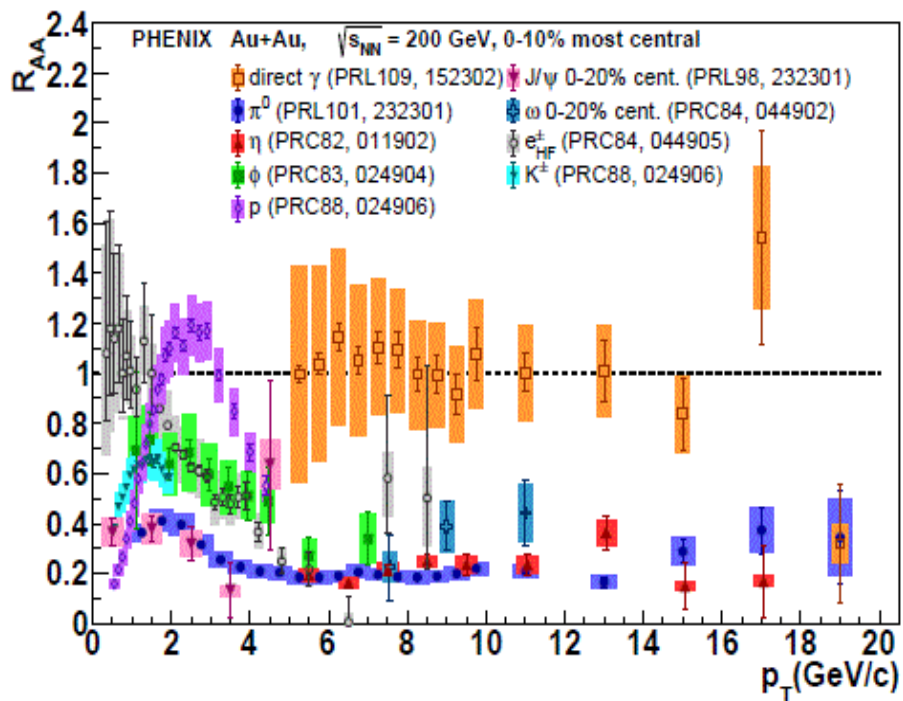 PHENIX Au+Au, √sNN = 200 GeV, 0-10% most central
direct γ (PRL109, 152302)
J/ψ 0-20% cent. (PRL98, 232301)
π0 (PRL101, 232301)
ω 0-20% cent. (PRC84, 044902)
η (PRC82, 011902)
e±HF (PRC84, 044905)
ϕ (PRC83, 024904)
K± (PRC88, 024906)
p (PRC88, 024906)
RAA
2.4
2.2
2
1.8
1.6
1.4
1.2
1
0.8
0.6
0.4
0.2
0
0 2 4 6 8 10 12 14 16 18 20
pT(GeV/c)